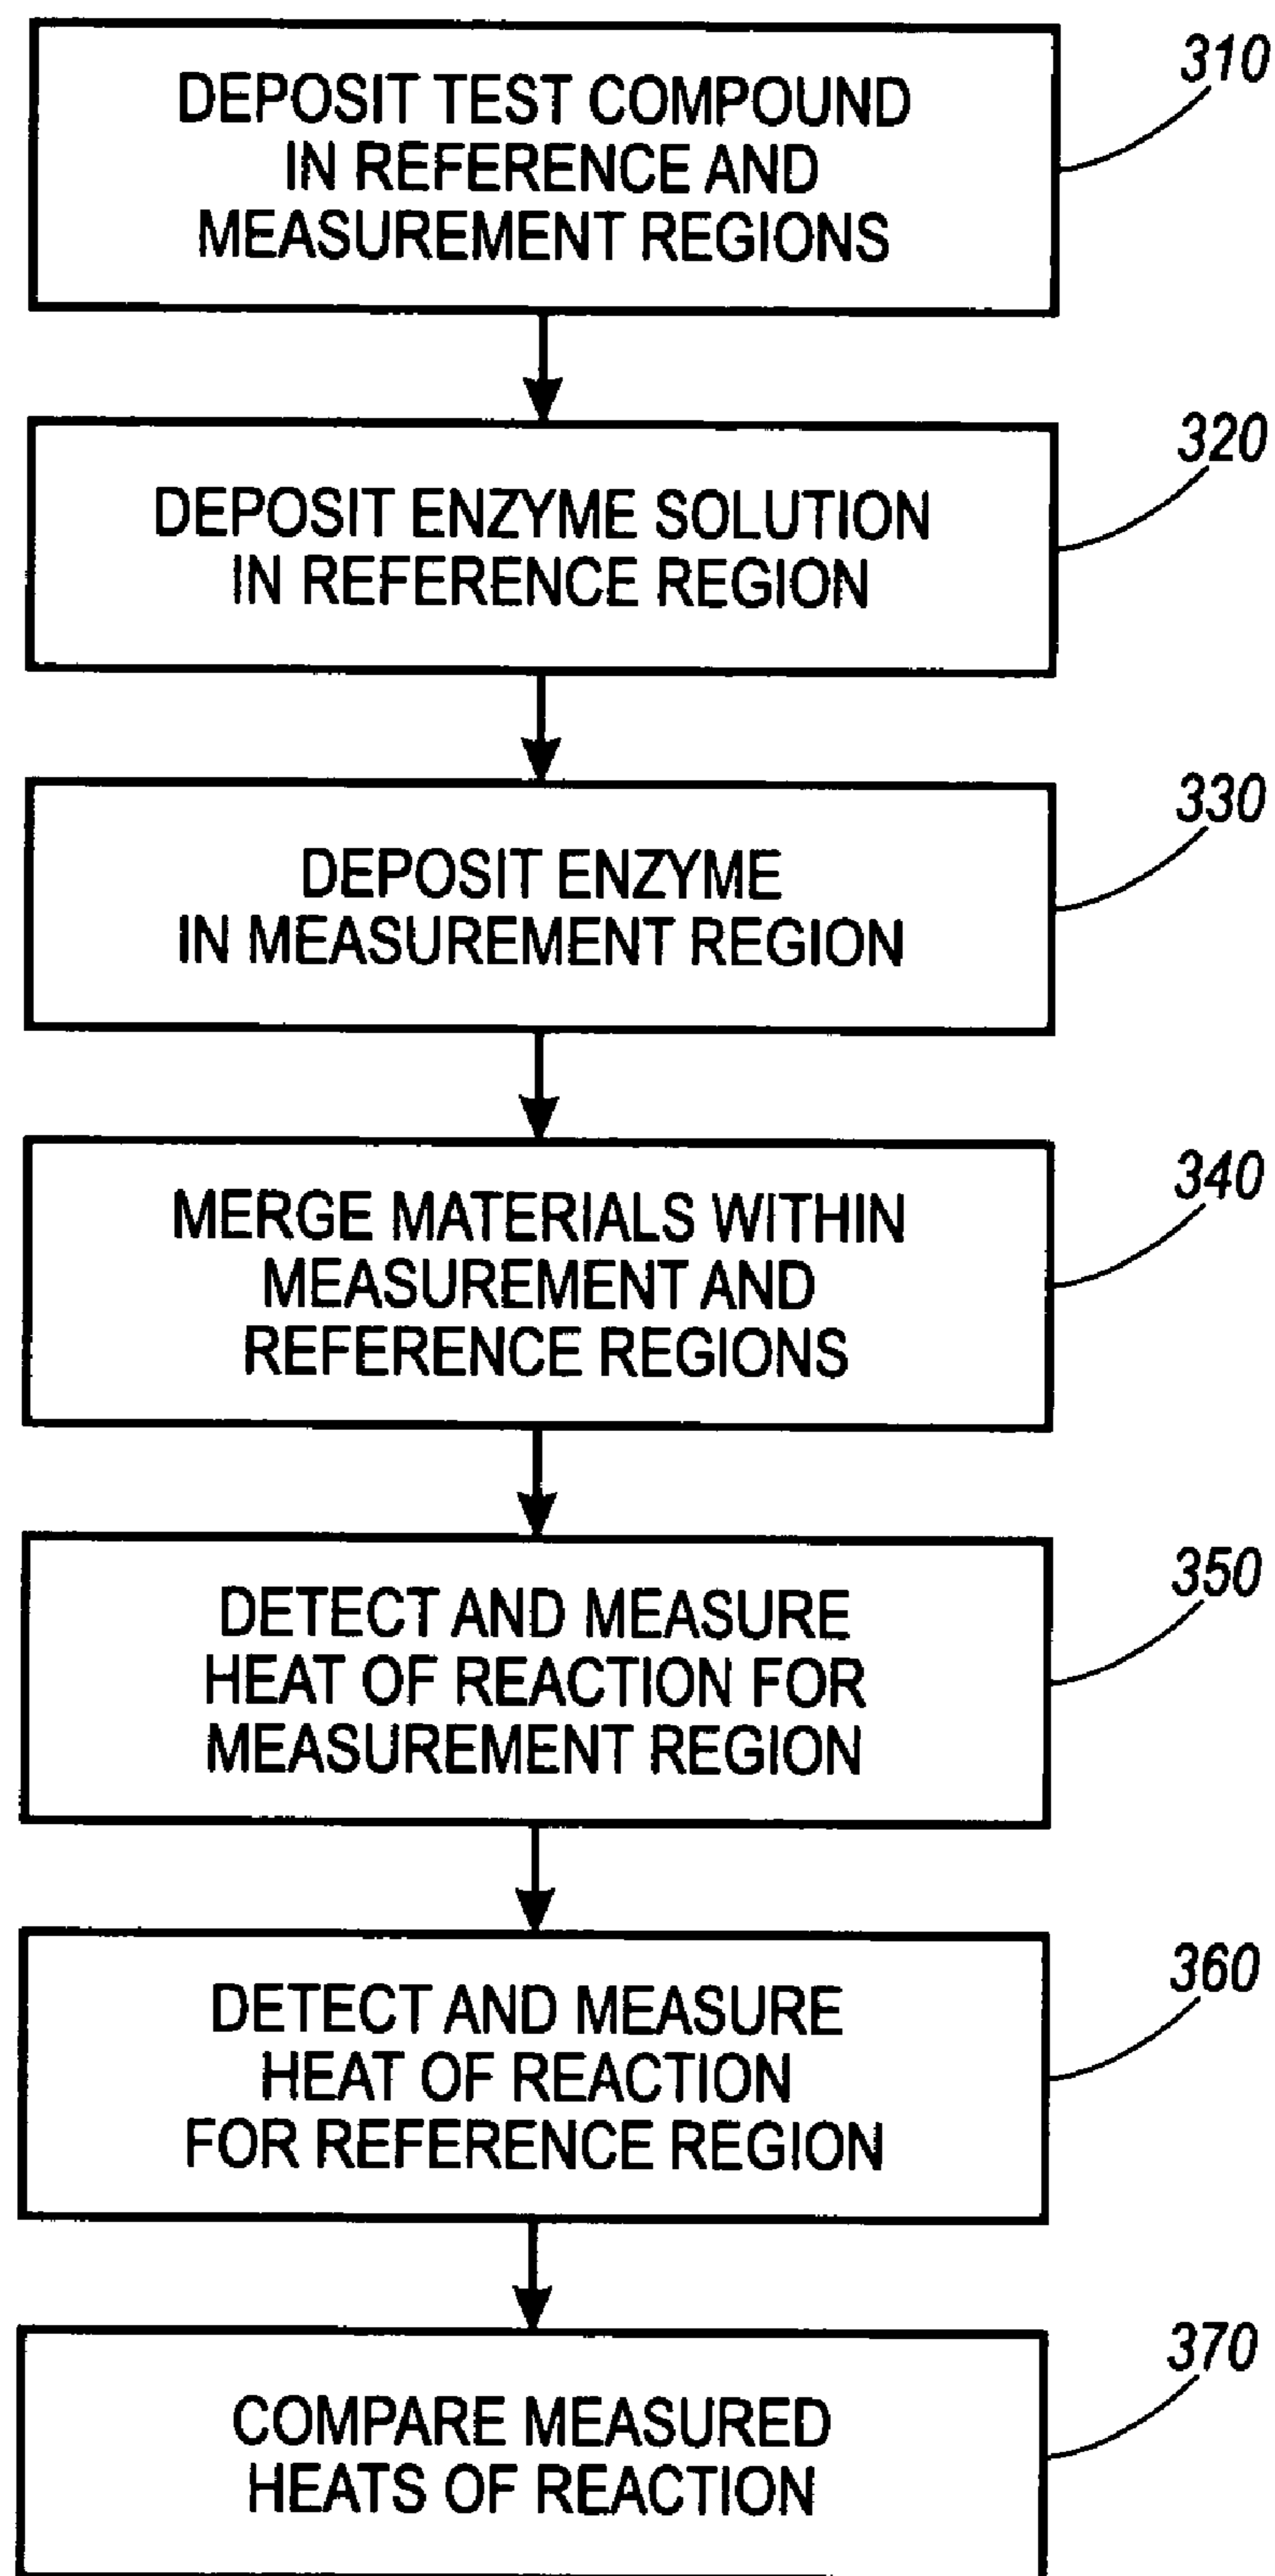 DEPOSIT TEST COMPOUND
IN REFERENCE AND
MEASUREMENT REGIONS
310
DEPOSIT ENZYME SOLUTION
IN REFERENCE REGION
320
DEPOSIT ENZYME
IN MEASUREMENT REGION
330
MERGE MATERIALS WITHIN
MEASUREMENT AND
REFERENCE REGIONS
340
DETECT AND MEASURE
HEAT OF REACTION FOR
MEASUREMENT REGION
350
DETECT AND MEASURE
HEAT OF REACTION
FOR REFERENCE REGION
360
COMPARE MEASURED
HEATS OF REACTION
370